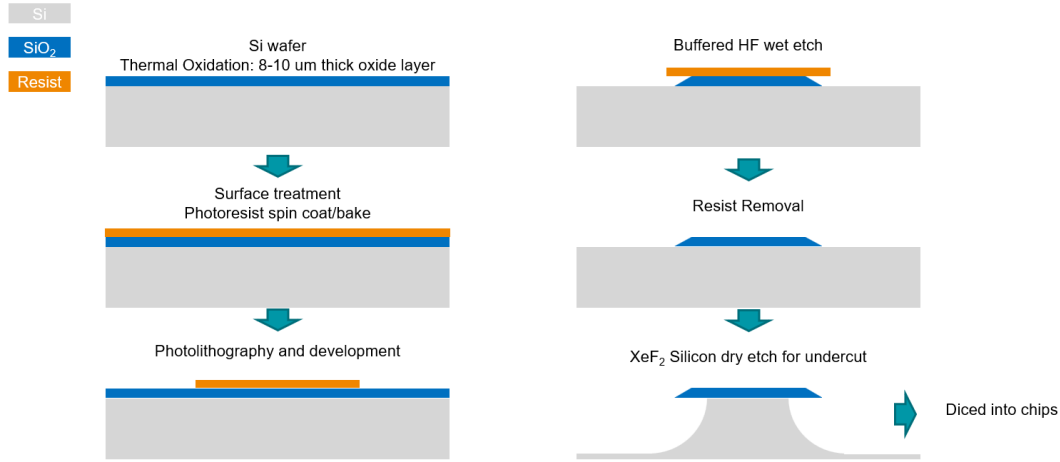 Si
SiO₂
Resist
Si wafer
Thermal Oxidation: 8-10 um thick oxide layer
Surface treatment
Photoresist spin coat/bake
Photolithography and development
Buffered HF wet etch
Resist Removal
XeF₂ Silicon dry etch for undercut
Diced into chips